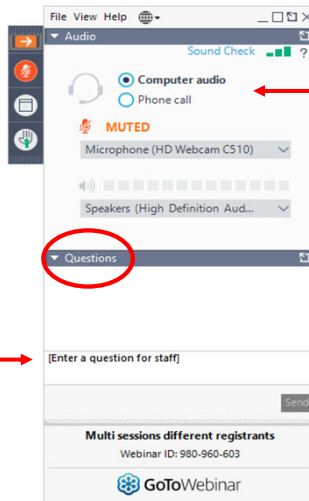 File View Help
Audio
Sound Check ?
Computer audio
Phone call
MUTED
Microphone (HD Webcam C510)
Speakers (High Definition Aud...
Questions
[Enter a question for staff]
Send
Multi sessions different registrants
Webinar ID: 980-960-603
GoToWebinar